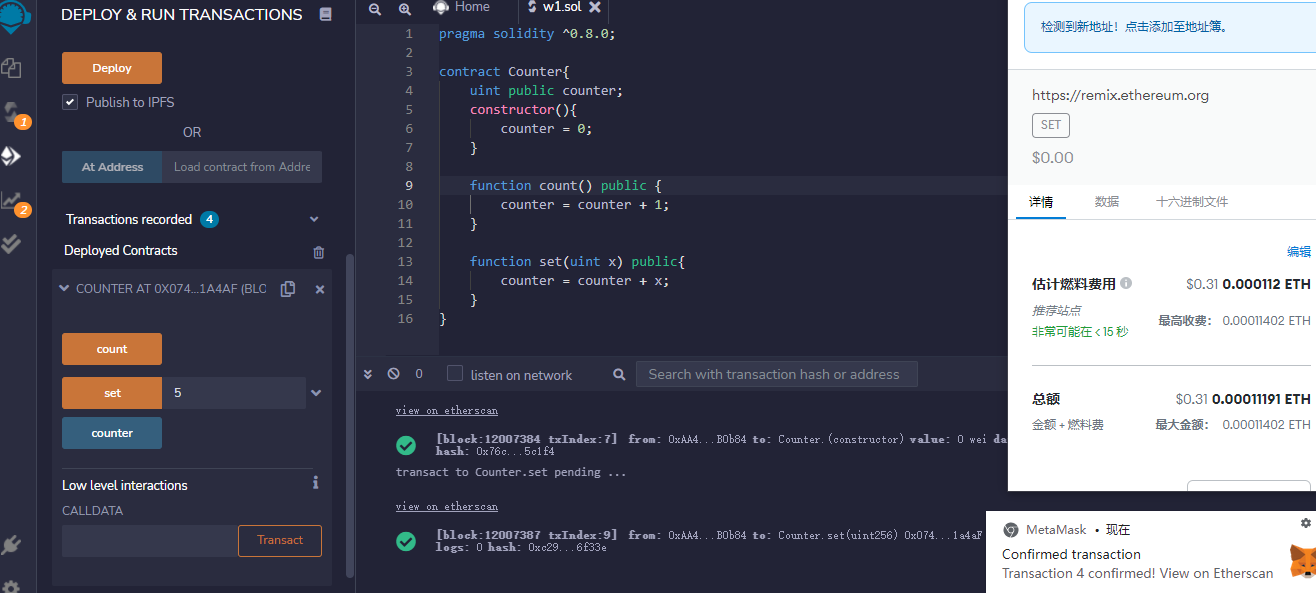 DEPLOY & RUN TRANSACTIONS
Deploy
Publish to IPFS
OR
At Address
Load contract from Addre
Transactions recorded 4
Deployed Contracts
COUNTER AT 0X074...1A4AF (BLO
count
set 5
counter
Low level interactions
i
CALLDATA
Transact
1
2
Home
w1.sol
1 pragma solidity ^0.8.0;
2
3 contract Counter{
4 uint public counter;
5 constructor(){
6 counter = 0;
7 }
8
9 function count() public {
10 counter = counter + 1;
11 }
12
13 function set(uint x) public{
14 counter = counter + x;
15 }
16 }
0
listen on network
Search with transaction hash or address
view on etherscan
[block:12007384 txIndex:7] from: 0xAA4...B0b84 to: Counter.(constructor) value: 0 wei da
hash: 0x76c...5c1f4
transact to Counter.set pending ...
view on etherscan
[block:12007387 txIndex:9] from: 0xAA4...B0b84 to: Counter.set(uint256) 0x074...1a4aF
logs: 0 hash: 0xc29...6f33e
检测到新地址！点击添加至地址簿。
https://remix.ethereum.org
SET
$0.00
详情
数据
十六进制文件
编辑
估计燃料费用 $0.31 0.000112 ETH
推荐站点
非常可能在 < 15 秒
最高收费： 0.00011402 ETH
总额 $0.31 0.00011191 ETH
金额 + 燃料费 最大金额： 0.00011402 ETH
MetaMask • 现在
Confirmed transaction
Transaction 4 confirmed! View on Etherscan